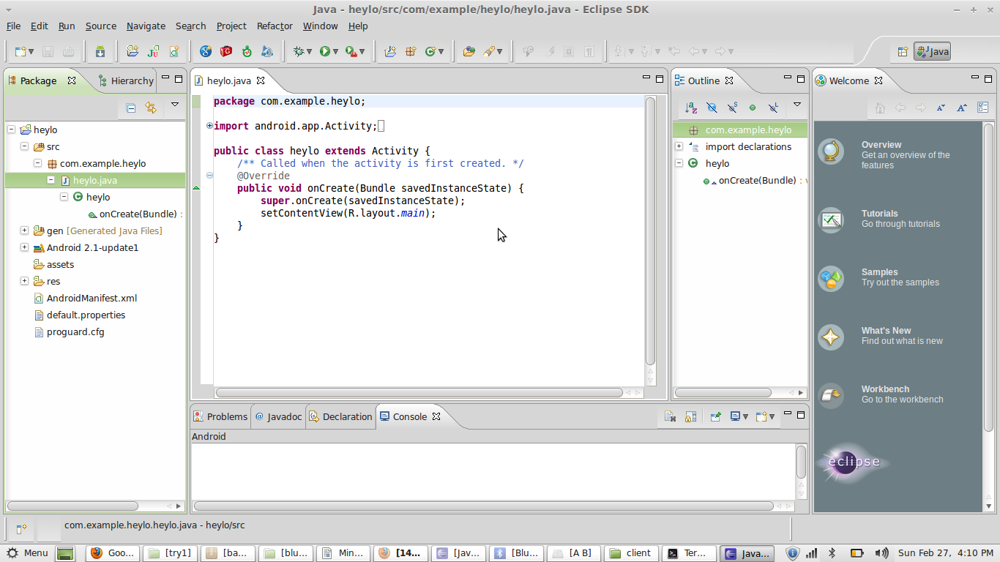 Java - heylo/src/com/example/heylo/heylo.java - Eclipse SDK
File Edit Run Source Navigate Search Project Refactor Window Help
Java
Package Hierarchy
heylo
src
com.example.heylo
heylo.java
heylo
onCreate(Bundle) :
gen [Generated Java Files]
Android 2.1-update1
assets
res
AndroidManifest.xml
default.properties
proguard.cfg
heylo.java
package com.example.heylo;
import android.app.Activity;
public class heylo extends Activity {
/** Called when the activity is first created. */
@Override
public void onCreate(Bundle savedInstanceState) {
super.onCreate(savedInstanceState);
setContentView(R.layout.main);
}
}
Outline
com.example.heylo
import declarations
heylo
onCreate(Bundle) : v
Welcome
Overview
Get an overview of the
features
Tutorials
Go through tutorials
Samples
Try out the samples
What's New
Find out what is new
Workbench
Go to the workbench
eclipse
Problems @ Javadoc Declaration Console
Android
com.example.heylo.heylo.java - heylo/src
Menu Goo... [try1] [ba... [blu... Min... [14... [Jav... [Blu... [A B] client Ter... Java... Sun Feb 27, 4:10 PM